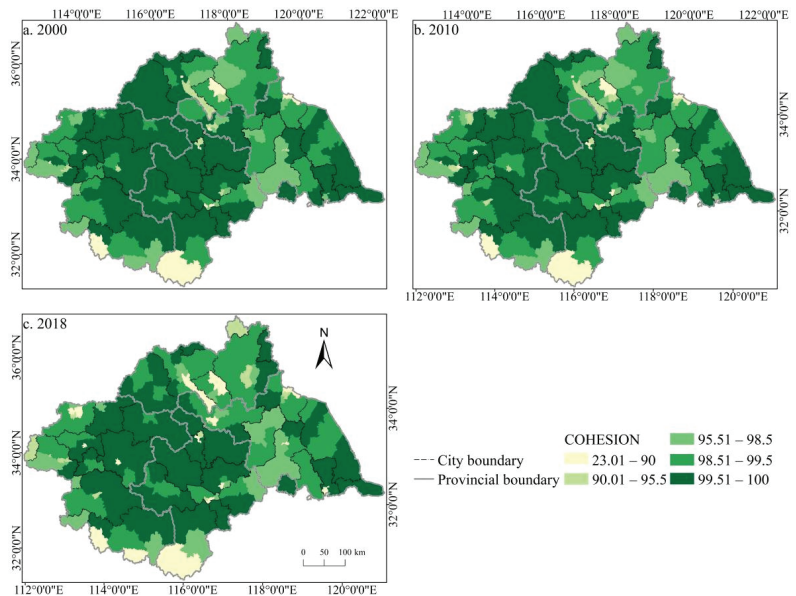 114°0'0"E 116°0'0"E 118°0'0"E 120°0'0"E 122°0'0"E
a. 2000
36°0'0"N
34°0'0"N
32°0'0"N
114°0'0"E 116°0'0"E 118°0'0"E 120°0'0"E 122°0'0"E
b. 2010
34°0'0"N
32°0'0"N
112°0'0"E 114°0'0"E 116°0'0"E 118°0'0"E 120°0'0"E
c. 2018
N
36°0'0"N
34°0'0"N
32°0'0"N
34°0'0"N
32°0'0"N
0 50 100 km
112°0'0"E 114°0'0"E 116°0'0"E 118°0'0"E 120°0'0"E
City boundary
Provincial boundary
COHESION
23.01 – 90
90.01 – 95.5
95.51 – 98.5
98.51 – 99.5
99.51 – 100